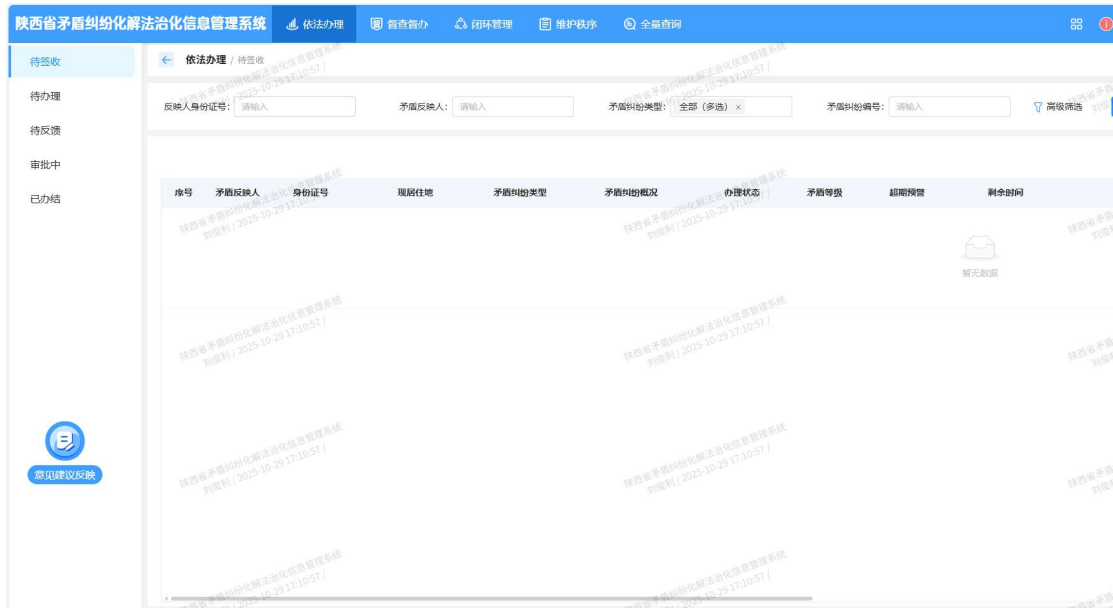 陕西省矛盾纠纷化解法治化信息管理系统 依法办理 督查督办 闭环管理 维护秩序 全量查询
待签收
待办理
待反馈
审批中
已办结
依法办理 / 待签收
反映人身份证号： 请输入 矛盾反映人： 请输入 矛盾纠纷类型： 全部（多选） × 矛盾纠纷编号： 请输入 高级筛选
序号 矛盾反映人 身份证号 现居住地 矛盾纠纷类型 矛盾纠纷概况 办理状态 矛盾等级 超期预警 剩余时间
暂无数据
意见建议反映
陕西省矛盾纠纷化解法治化信息管理系统
刘俊利 / 2025-10-29 17:10:57 |